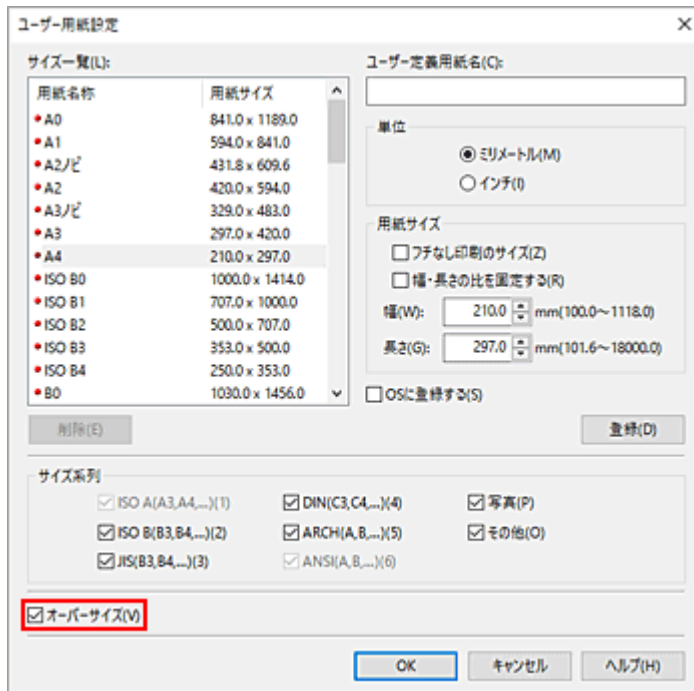 ユーザー用紙設定
サイズ一覧(L):
用紙名称 用紙サイズ
A0 841.0 x 1189.0
A1 594.0 x 841.0
A2ノビ 431.8 x 609.6
A2 420.0 x 594.0
A3ノビ 329.0 x 483.0
A3 297.0 x 420.0
A4 210.0 x 297.0
ISO B0 1000.0 x 1414.0
ISO B1 707.0 x 1000.0
ISO B2 500.0 x 707.0
ISO B3 353.0 x 500.0
ISO B4 250.0 x 353.0
B0 1030.0 x 1456.0
削除(E)
ユーザー定義用紙名(C):
単位
ミリメートル(M)
インチ(I)
用紙サイズ
フチなし印刷のサイズ(Z)
幅・長さの比を固定する(R)
幅(W): 210.0 mm(100.0～1118.0)
長さ(G): 297.0 mm(101.6～18000.0)
OSに登録する(S)
登録(D)
サイズ系列
ISO A(A3,A4,...)(1) DIN(C3,C4,...)(4) 写真(P)
ISO B(B3,B4,...)(2) ARCH(A,B,...)(5) その他(O)
JIS(B3,B4,...)(3) ANSI(A,B,...)(6)
オーバーサイズ(V)
OK キャンセル ヘルプ(H)